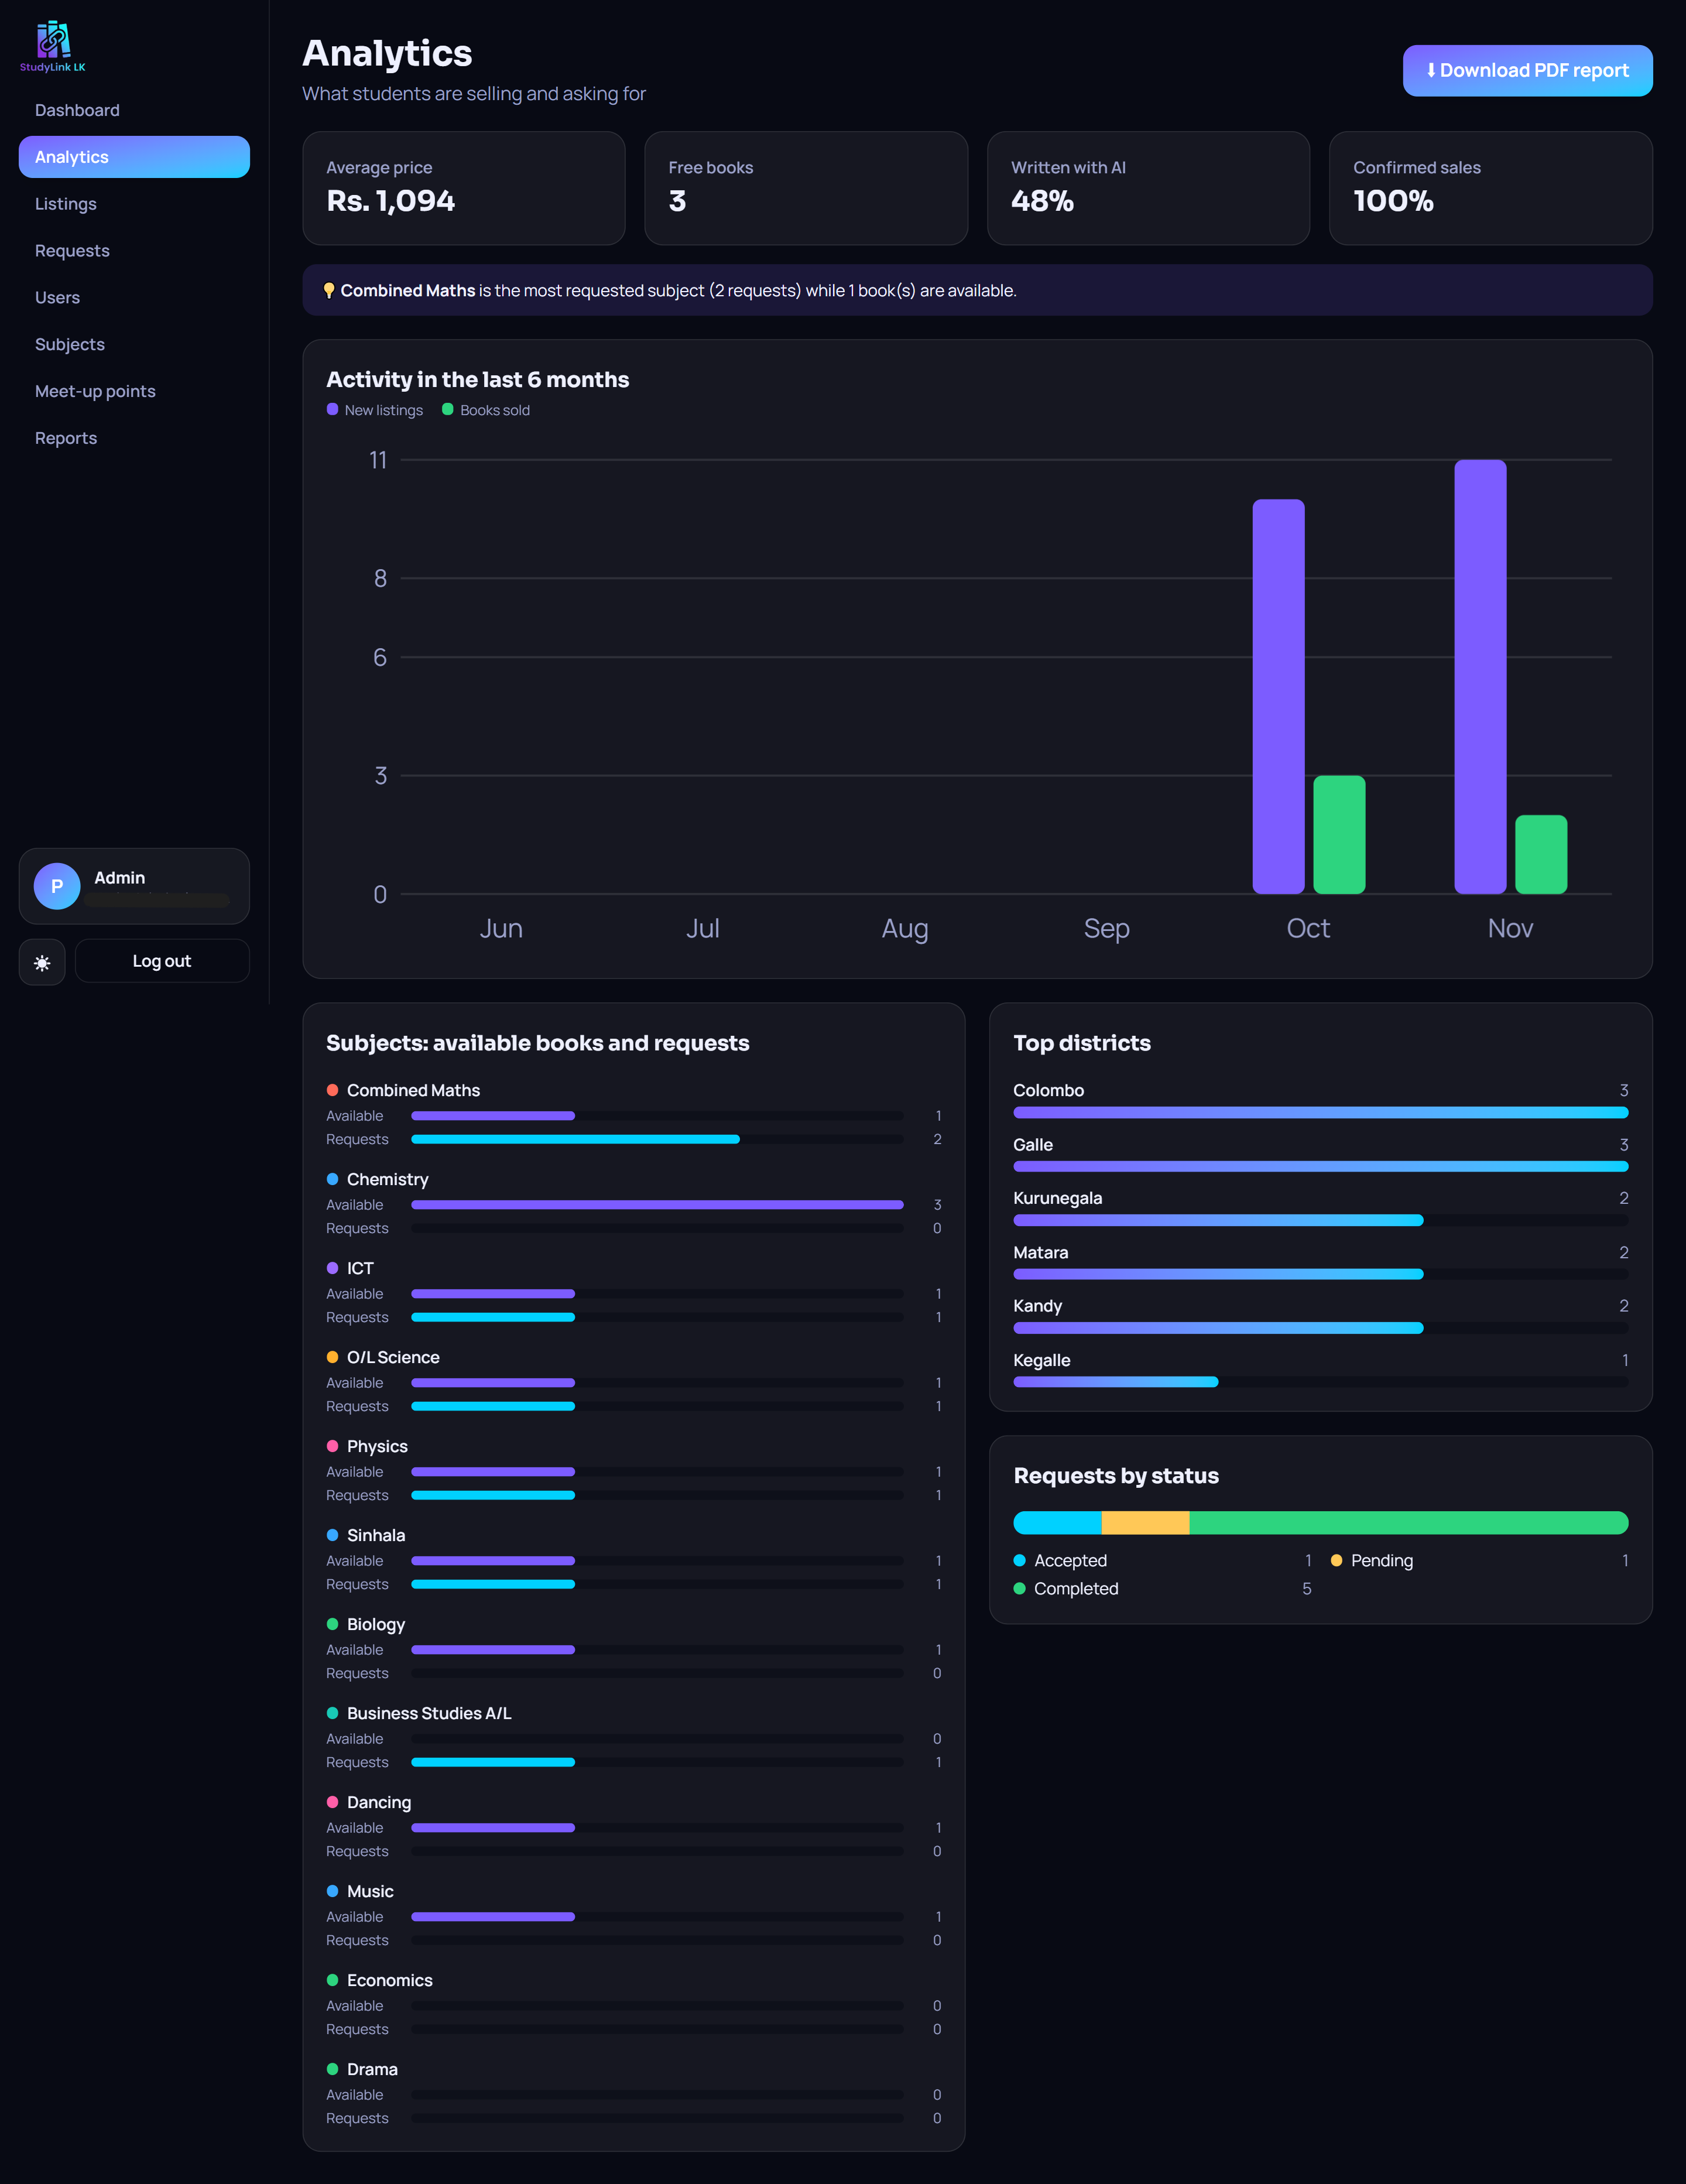 StudyLink LK
Dashboard
Analytics
Listings
Requests
Users
Subjects
Meet-up points
Reports
P
Admin
Log out
Analytics
What students are selling and asking for
⬇ Download PDF report
Average price
Rs. 1,094
Free books
3
Written with AI
48%
Confirmed sales
100%
💡 Combined Maths is the most requested subject (2 requests) while 1 book(s) are available.
Activity in the last 6 months
New listings Books sold
11
8
6
3
0
Jun Jul Aug Sep Oct Nov
Subjects: available books and requests
Combined Maths
Available 1
Requests 2
Chemistry
Available 3
Requests 0
ICT
Available 1
Requests 1
O/L Science
Available 1
Requests 1
Physics
Available 1
Requests 1
Sinhala
Available 1
Requests 1
Biology
Available 1
Requests 0
Business Studies A/L
Available 0
Requests 1
Dancing
Available 1
Requests 0
Music
Available 1
Requests 0
Economics
Available 0
Requests 0
Drama
Available 0
Requests 0
Top districts
Colombo 3
Galle 3
Kurunegala 2
Matara 2
Kandy 2
Kegalle 1
Requests by status
Accepted 1 Pending 1
Completed 5